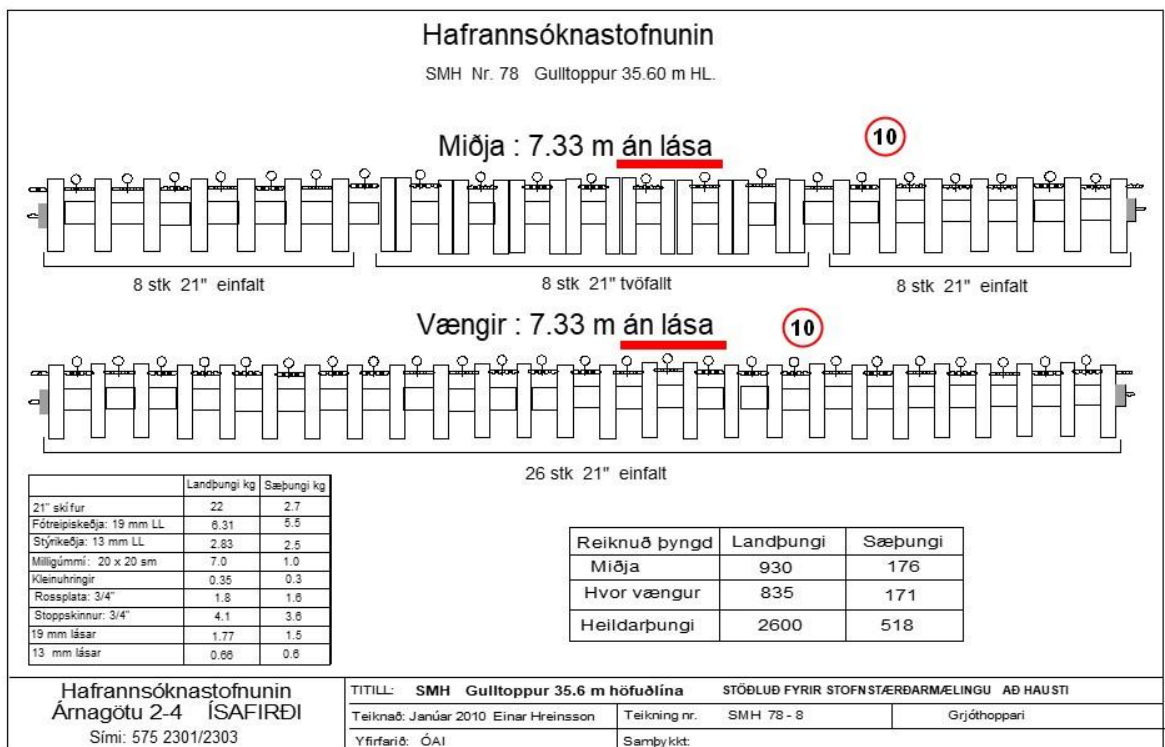 Hafrannsóknastofnunin
SMH Nr. 78 Gulltoppur 35.60 m HL.
Miðja : 7.33 m án lása
10
8 stk 21" einfalt
8 stk 21" tvöfallt
8 stk 21" einfalt
Vængir : 7.33 m án lása
10
26 stk 21" einfalt
Landþungi kg Sæþungi kg
21" skífur 22 2.7
Fótreipiskeðja: 19 mm LL 6.31 5.5
Stýrikeðja: 13 mm LL 2.83 2.5
Milligúmmí: 20 x 20 sm 7.0 1.0
Kleinuhringir 0.35 0.3
Rossplata: 3/4" 1.8 1.6
Stoppskinnur: 3/4" 4.1 3.6
19 mm lásar 1.77 1.5
13 mm lásar 0.66 0.6
Reiknuð þyngd Landþungi Sæþungi
Miðja 930 176
Hvor vængur 835 171
Heildarþungi 2600 518
Hafrannsóknastofnunin
Árnagötu 2-4 ÍSAFIRÐI
Sími: 575 2301/2303
TITILL: SMH Gulltoppur 35.6 m höfuðlína STÖÐLUÐ FYRIR STOFNSTÆRÐARMÆLINGU AÐ HAUSTI
Teiknað: Janúar 2010 Einar Hreinsson Teikning nr. SMH 78 - 8 Grjóthoppari
Yfirfarið: ÓAI Samþykkt: